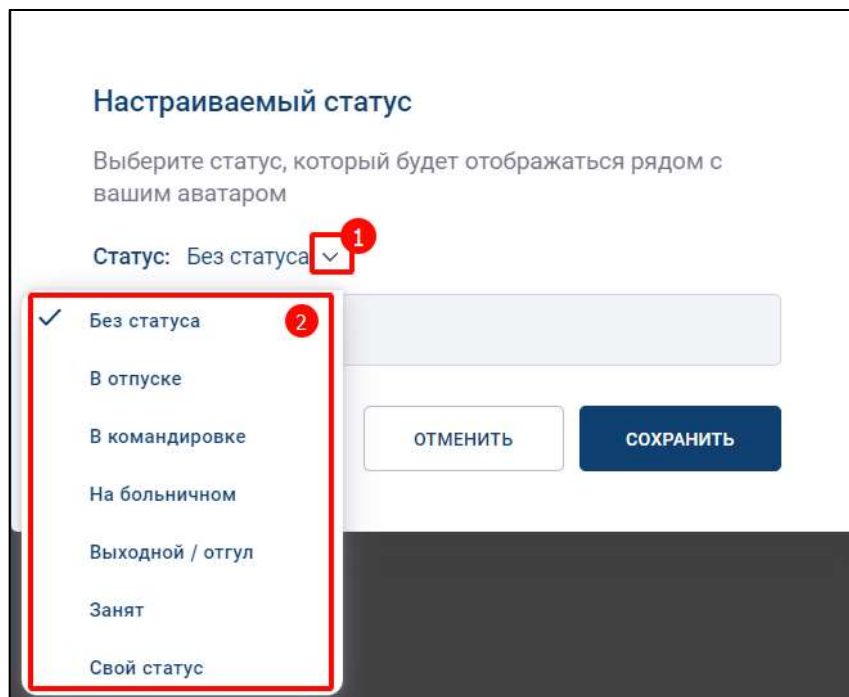 Настраиваемый статус
Выберите статус, который будет отображаться рядом с
вашим аватаром
1
Статус: Без статуса
Без статуса
2
В отпуске
В командировке
ОТМЕНИТЬ
СОХРАНИТЬ
На больничном
Выходной / отгул
Занят
Свой статус